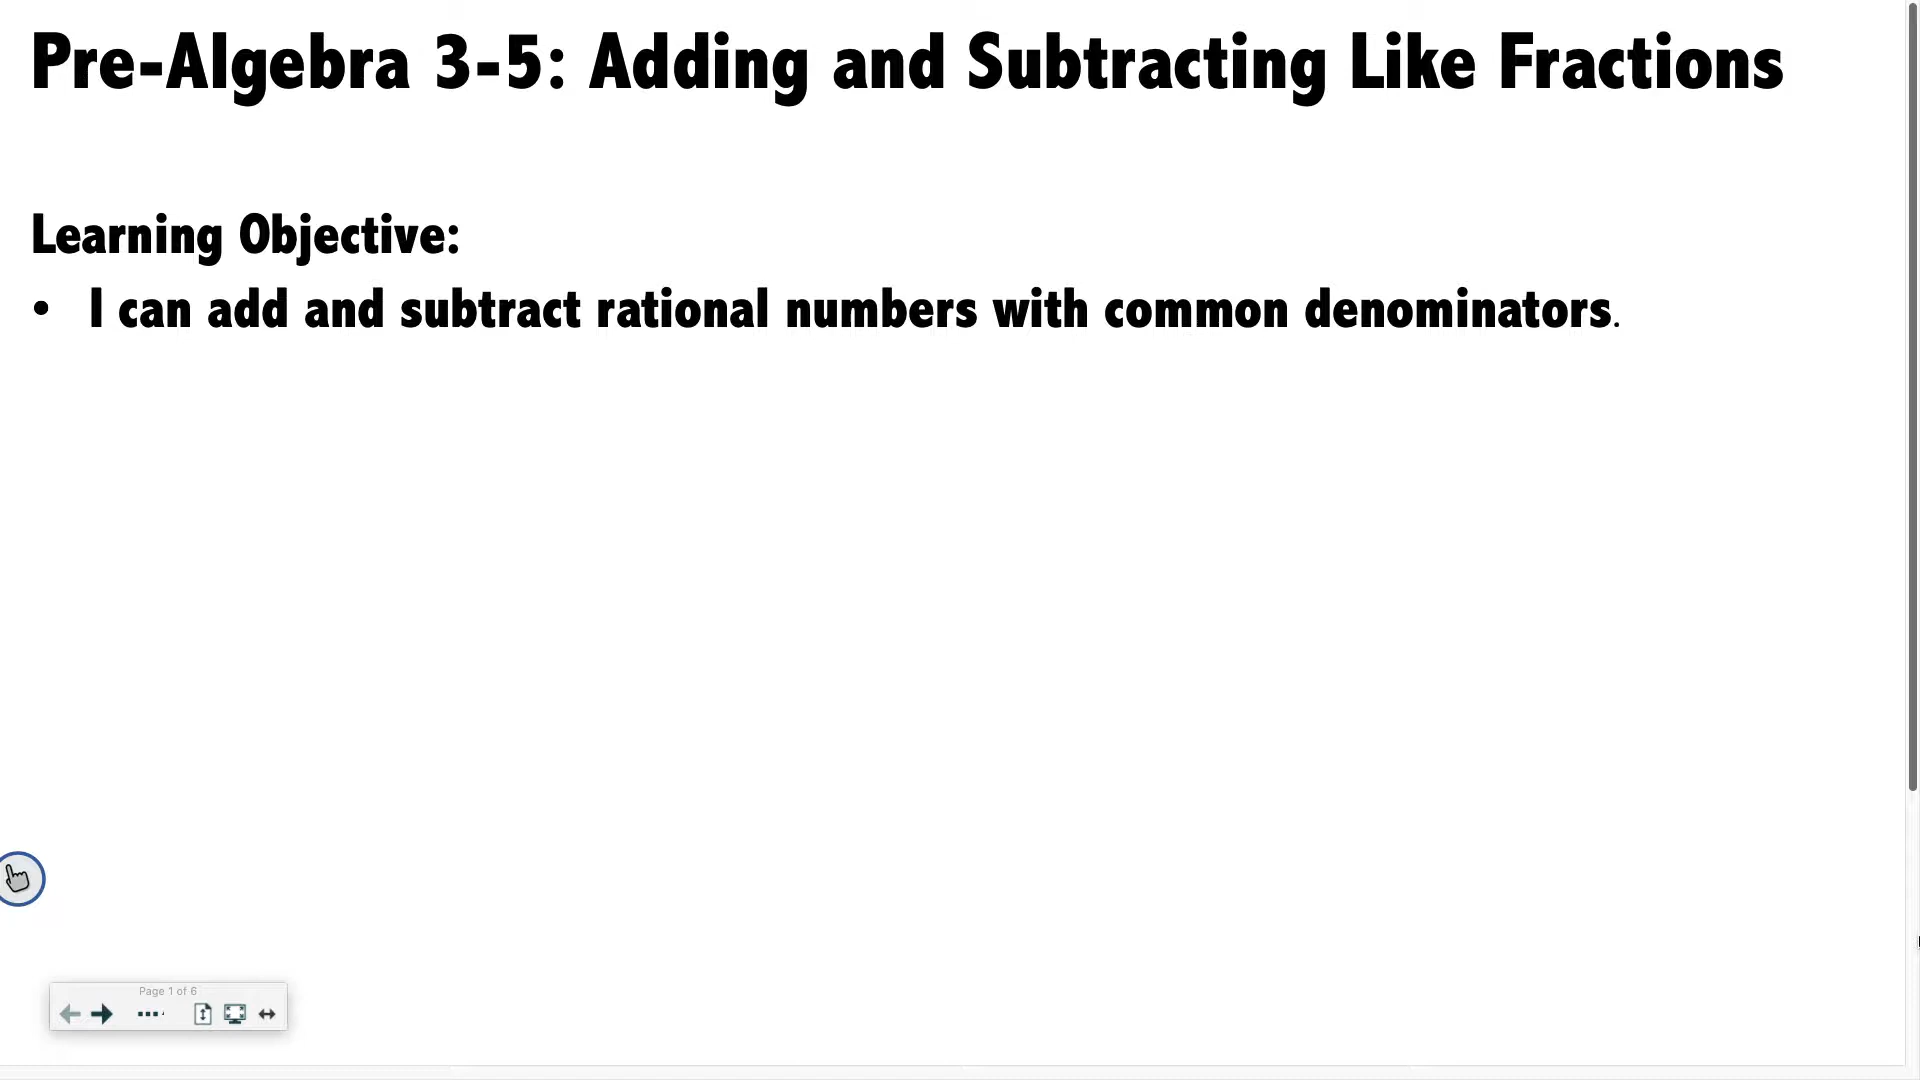 Pre-Algebra 3-5: Adding and Subtracting Like Fractions
Learning Objective:
• I can add and subtract rational numbers with common denominators.
Page 1 of 6